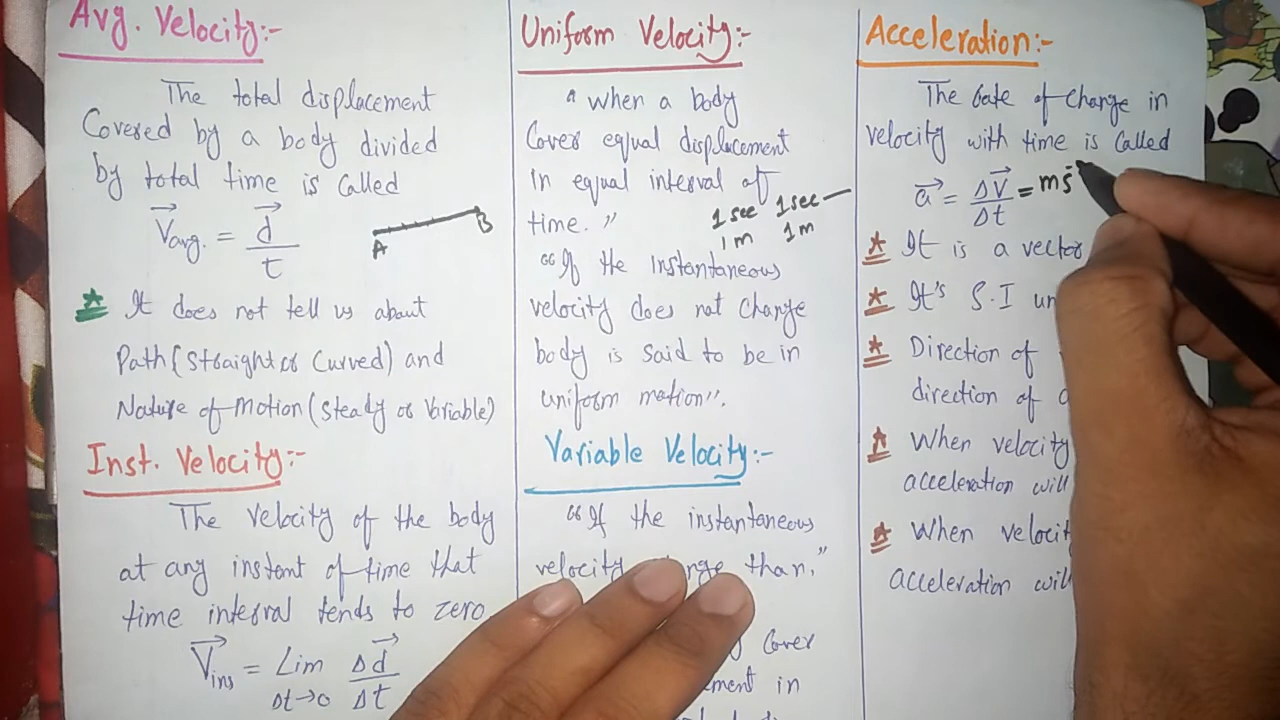 Avg. Velocity:-
The total displacement
Covered by a body divided
by total time is called
V⃗avg. = d⃗ / t
A B
It does not tell us about
Path (straight or Curved) and
Nature of motion (steady or Variable)
Inst. Velocity:-
The velocity of the body
at any instant of time that
time interval tends to zero
V⃗ins = Lim Δt→0 Δd⃗ / Δt
Uniform Velocity:-
" when a body
Cover equal displacement
In equal interval of
time."
1 sec 1 sec
1 m 1 m
"If the instantaneous
velocity does not change
body is said to be in
uniform motion".
Variable Velocity:-
"If the instantaneous
velocity than."
Cover
in
Acceleration:-
The Rate of change in
velocity with time is called
a⃗ = ΔV⃗ / Δt = ms⁻
It is a vector
It's S.I
Direction of
direction of
When velocity
acceleration will
When
acceleration will